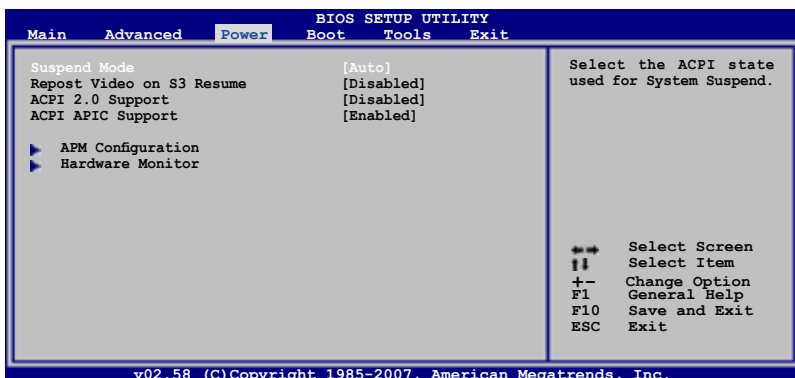 BIOS SETUP UTILITY
Main Advanced Power Boot Tools Exit
Suspend Mode [Auto]
Repost Video on S3 Resume [Disabled]
ACPI 2.0 Support [Disabled]
ACPI APIC Support [Enabled]
APM Configuration
Hardware Monitor
Select the ACPI state
used for System Suspend.
Select Screen
Select Item
+- Change Option
F1 General Help
F10 Save and Exit
ESC Exit
v02.58 (C)Copyright 1985-2007, American Megatrends, Inc.